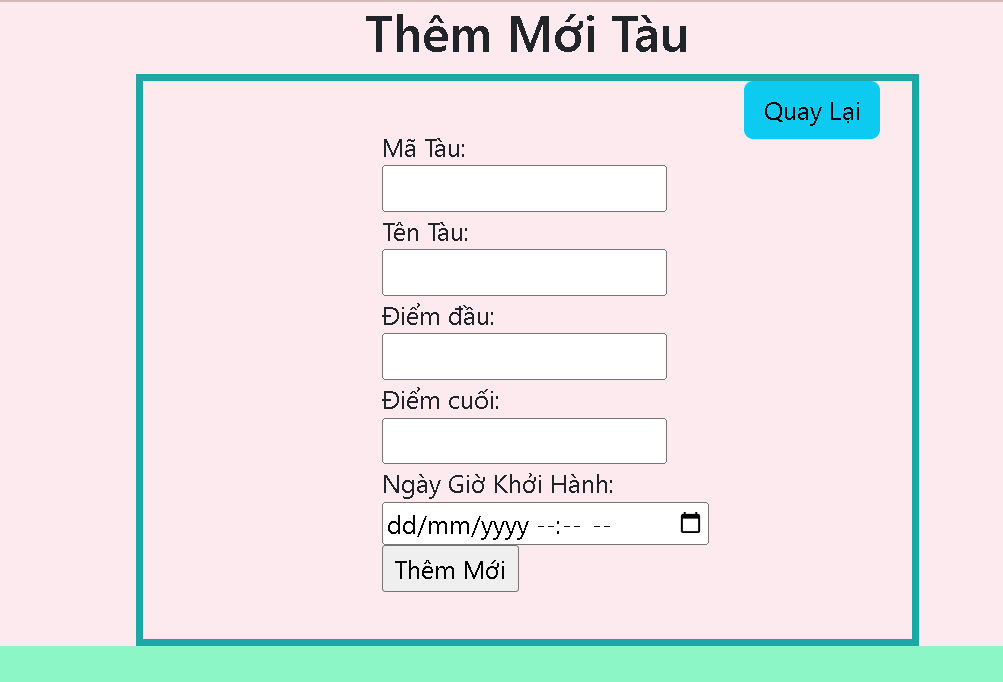 Thêm Mới Tàu
Quay Lại
Mã Tàu:
Tên Tàu:
Điểm đầu:
Điểm cuối:
Ngày Giờ Khởi Hành:
dd/mm/yyyy --:-- --
Thêm Mới